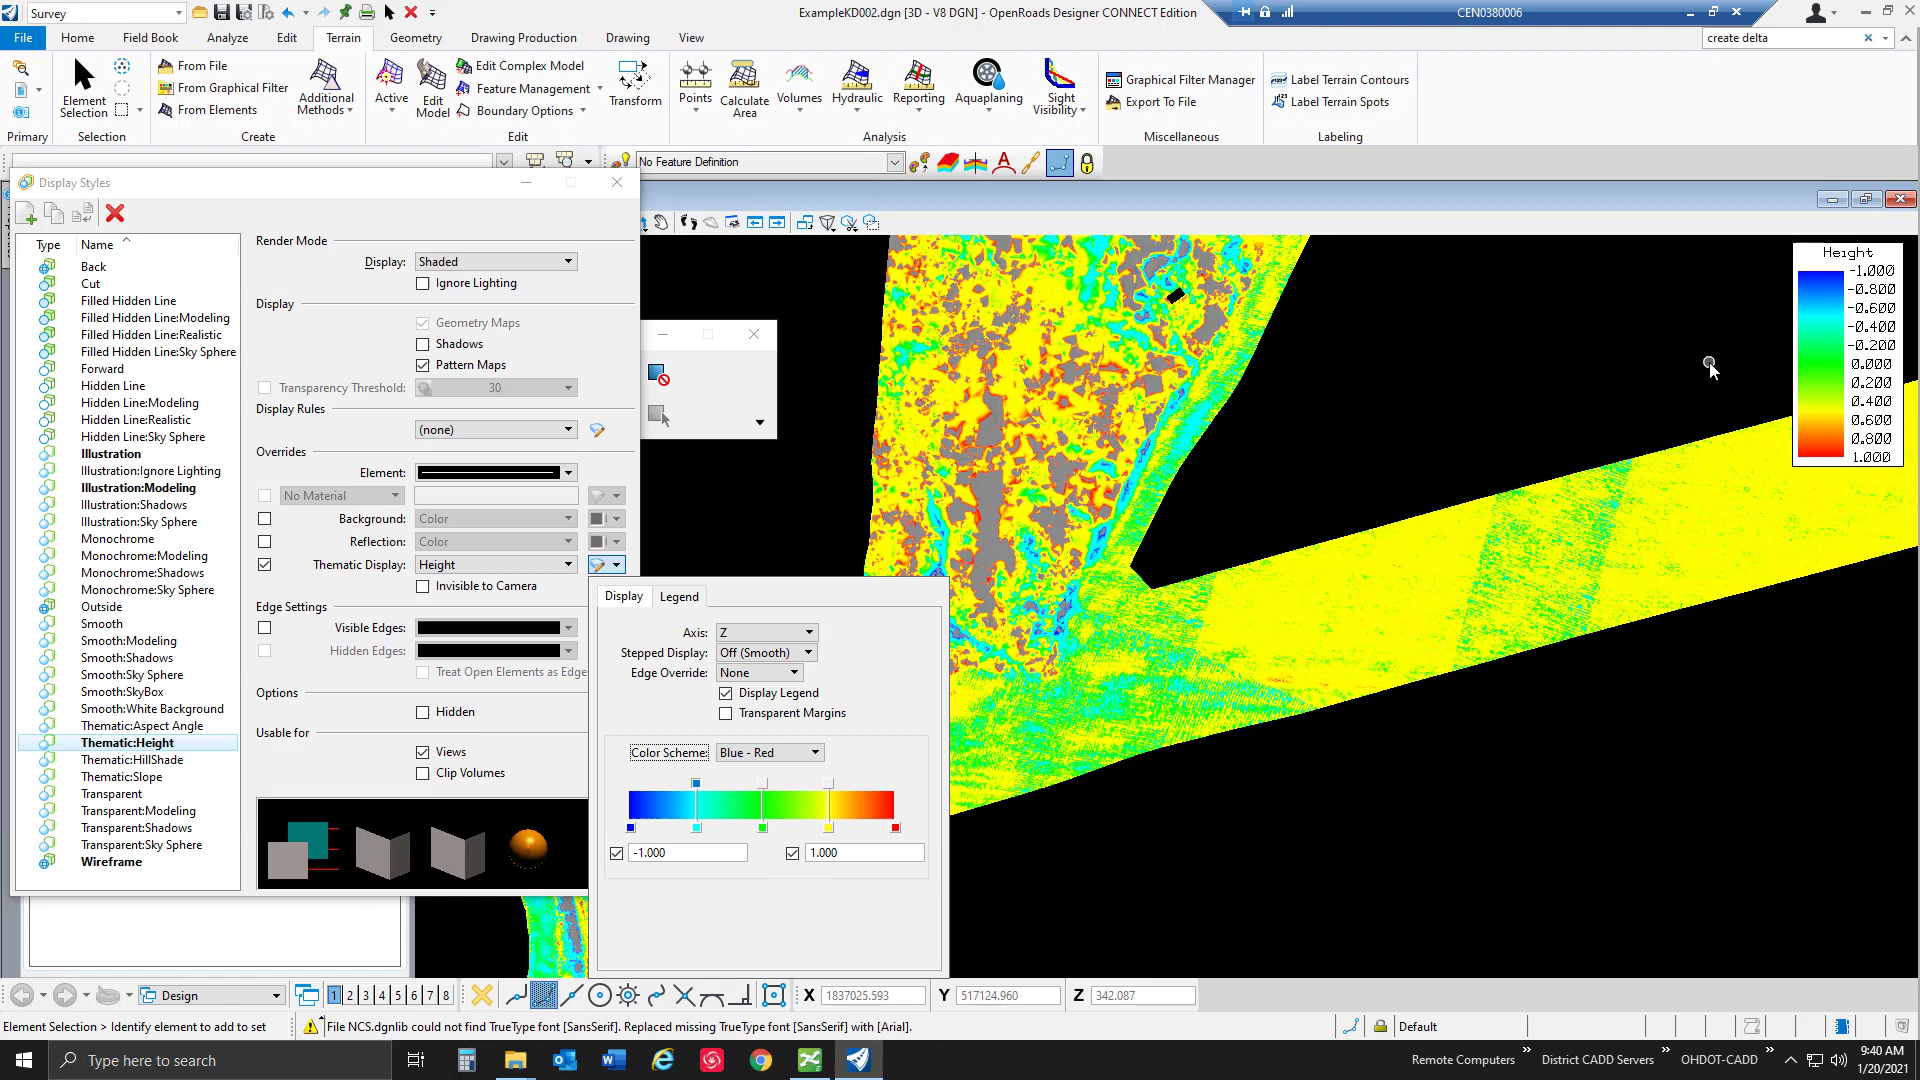 Survey
ExampleKD002.dgn [3D - V8 DGN] - OpenRoads Designer CONNECT Edition
CEN0380006
File
Home
Field Book
Analyze
Edit
Terrain
Geometry
Drawing Production
Drawing
View
create delta
From File
From Graphical Filter
From Elements
Element Selection
Additional Methods
Active
Edit Model
Edit Complex Model
Feature Management
Boundary Options
Transform
Points
Calculate Area
Volumes
Hydraulic
Reporting
Aquaplaning
Sight Visibility
Graphical Filter Manager
Export To File
Label Terrain Contours
Label Terrain Spots
Primary
Selection
Create
Edit
Analysis
Miscellaneous
Labeling
No Feature Definition
Display Styles
Type
Name
Back
Cut
Filled Hidden Line
Filled Hidden Line:Modeling
Filled Hidden Line:Realistic
Filled Hidden Line:Sky Sphere
Forward
Hidden Line
Hidden Line:Modeling
Hidden Line:Realistic
Hidden Line:Sky Sphere
Illustration
Illustration:Ignore Lighting
Illustration:Modeling
Illustration:Shadows
Illustration:Sky Sphere
Monochrome
Monochrome:Modeling
Monochrome:Shadows
Monochrome:Sky Sphere
Outside
Smooth
Smooth:Modeling
Smooth:Shadows
Smooth:Sky Sphere
Smooth:SkyBox
Smooth:White Background
Thematic:Aspect Angle
Thematic:Height
Thematic:HillShade
Thematic:Slope
Transparent
Transparent:Modeling
Transparent:Shadows
Transparent:Sky Sphere
Wireframe
Render Mode
Display: Shaded
Ignore Lighting
Display
Geometry Maps
Shadows
Pattern Maps
Transparency Threshold: 30
Display Rules
(none)
Overrides
Element:
No Material
Background: Color
Reflection: Color
Thematic Display: Height
Invisible to Camera
Edge Settings
Visible Edges:
Hidden Edges:
Treat Open Elements as Edge
Options
Hidden
Usable for
Views
Clip Volumes
Display
Legend
Axis: Z
Stepped Display: Off (Smooth)
Edge Override: None
Display Legend
Transparent Margins
Color Scheme: Blue - Red
-1.000
1.000
Height
-1.000
-0.800
-0.600
-0.400
-0.200
0.000
0.200
0.400
0.600
0.800
1.000
Design
1 2 3 4 5 6 7 8
X 1837025.593
Y 517124.960
Z 342.087
Element Selection > Identify element to add to set
File NCS.dgnlib could not find TrueType font [SansSerif]. Replaced missing TrueType font [SansSerif] with [Arial].
Default
Type here to search
Remote Computers
District CADD Servers
OHDOT-CADD
9:40 AM
1/20/2021